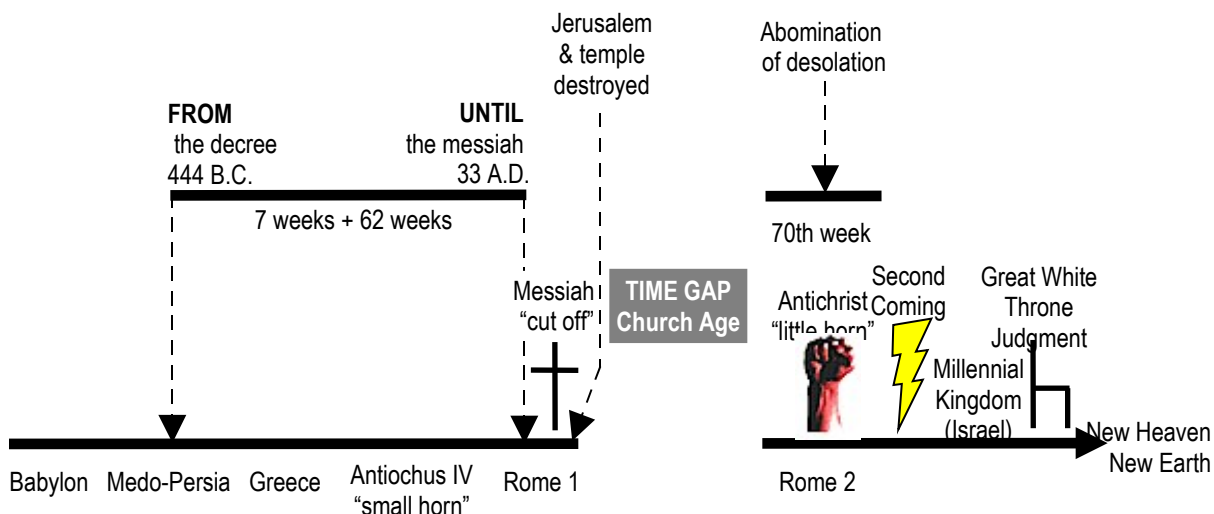 Jerusalem
& temple
destroyed
Abomination
of desolation
FROM
the decree
444 B.C.
UNTIL
the messiah
33 A.D.
7 weeks + 62 weeks
70th week
Messiah
“cut off”
TIME GAP
Church Age
Antichrist
“little horn”
Second
Coming
Great White
Throne
Judgment
Millennial
Kingdom
(Israel)
New Heaven
New Earth
Babylon
Medo-Persia
Greece
Antiochus IV
“small horn”
Rome 1
Rome 2